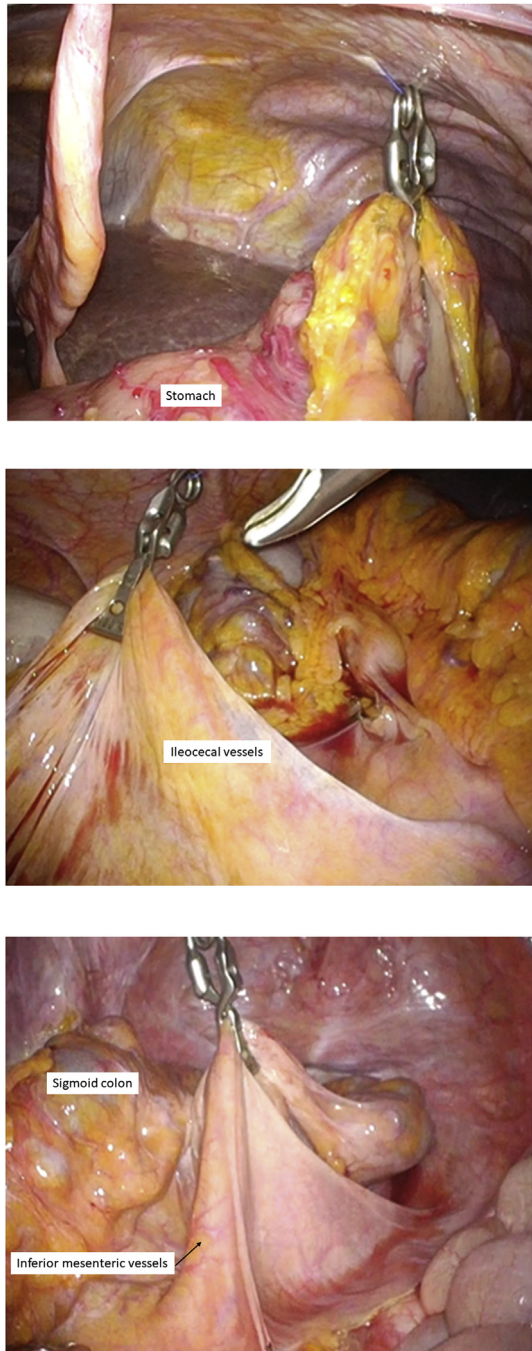 Stomach
Ileocecal vessels
Sigmoid colon
Inferior mesenteric vessels